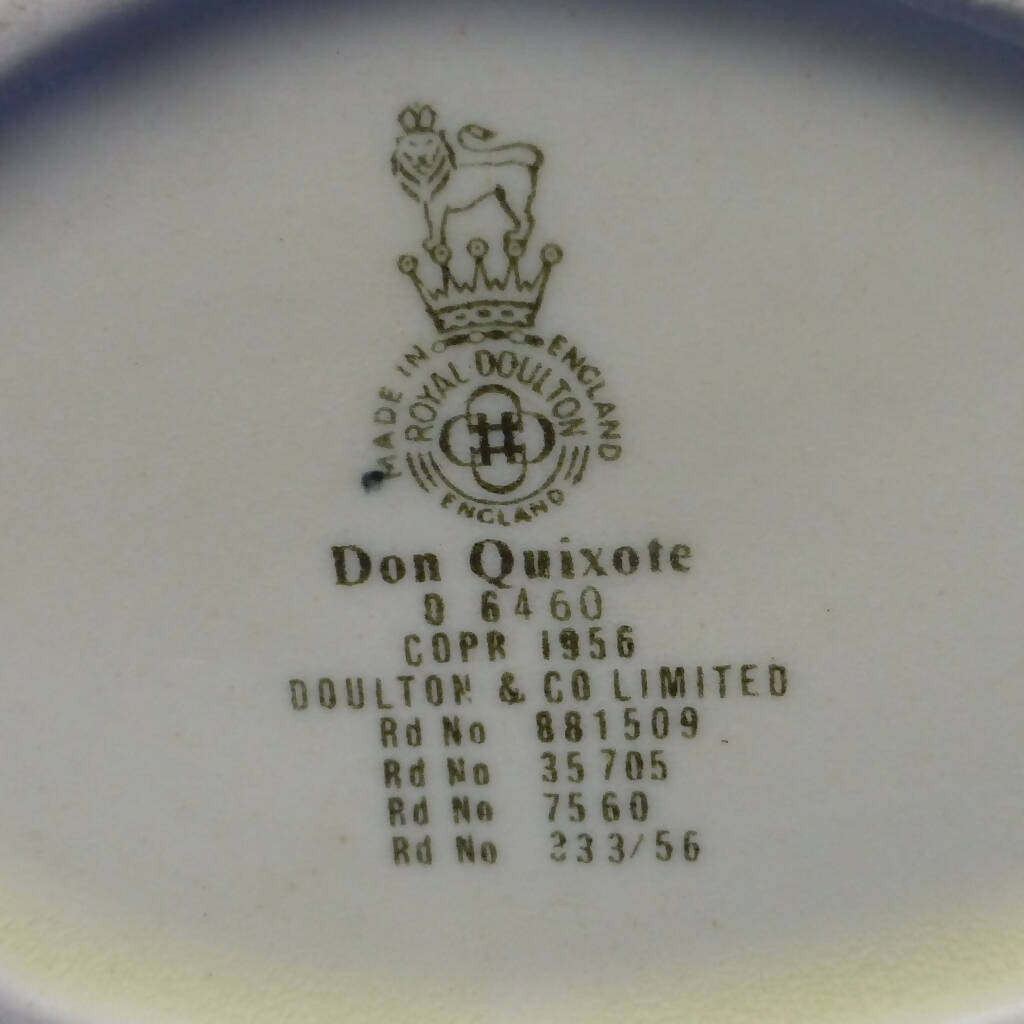 MADE IN ENGLAND
ROYAL DOULTON
ENGLAND
Don Quixote
D 6460
COPR 1956
DOULTON & CO LIMITED
Rd No 881509
Rd No 35705
Rd No 7560
Rd No 233/56